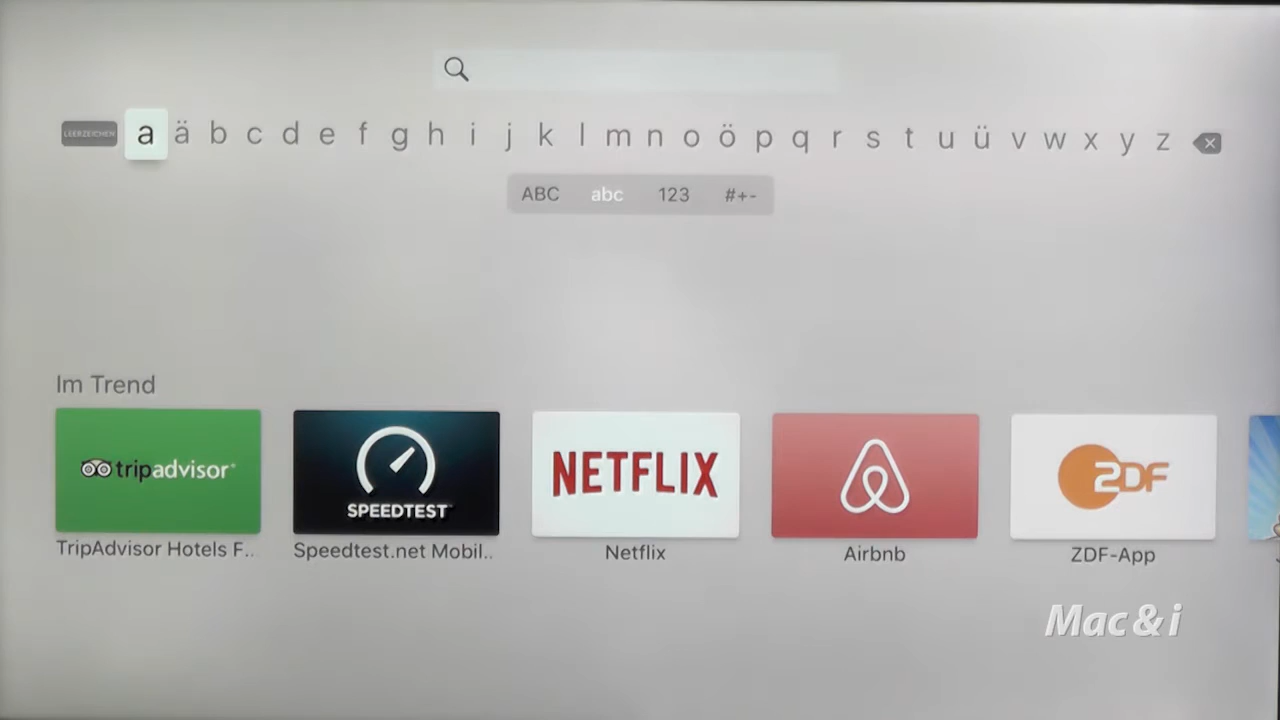 LEERZEICHEN a ä b c d e f g h i j k l m n o ö p q r s t u ü v w x y z
ABC abc 123 #+-
Im Trend
tripadvisor
SPEEDTEST
NETFLIX
ZDF
TripAdvisor Hotels F..
Speedtest.net Mobil..
Netflix
Airbnb
ZDF-App
Mac & i